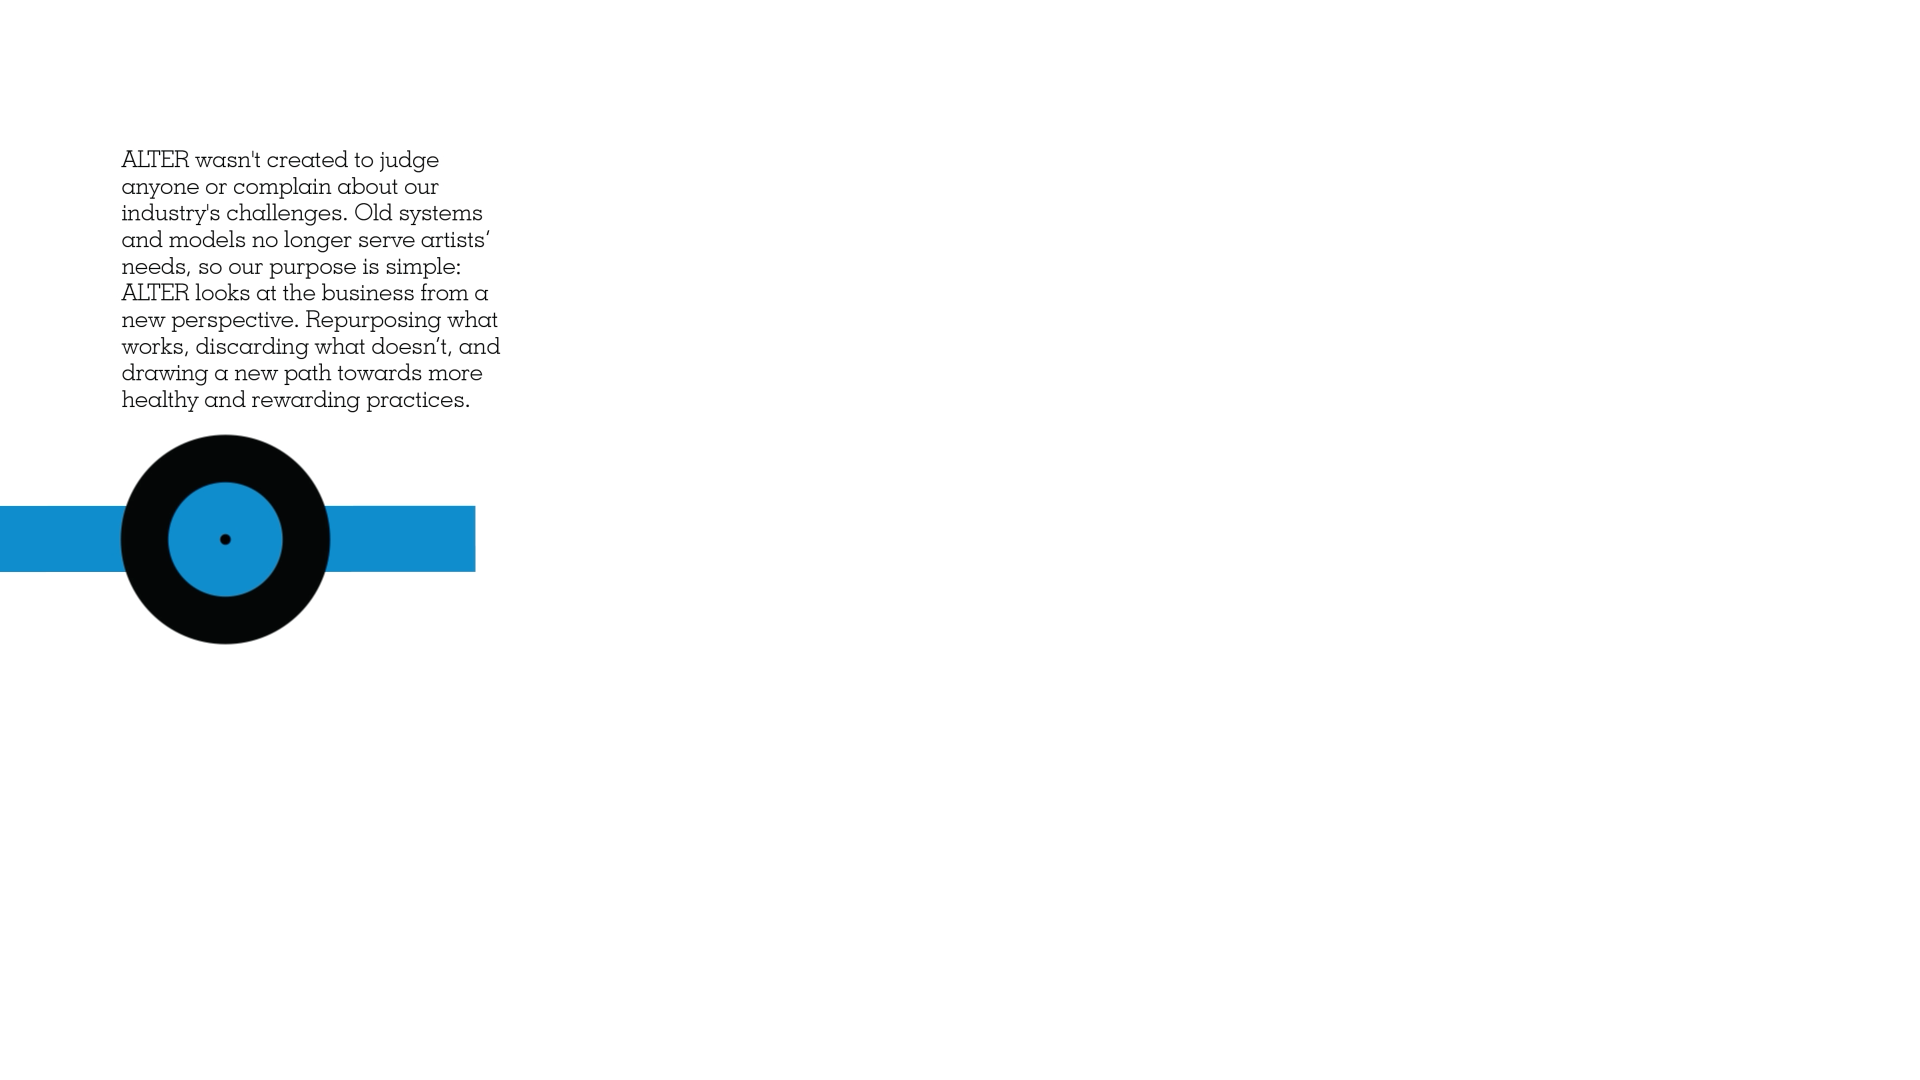 ALTER wasn't created to judge
anyone or complain about our
industry's challenges. Old systems
and models no longer serve artists’
needs, so our purpose is simple:
ALTER looks at the business from a
new perspective. Repurposing what
works, discarding what doesn’t, and
drawing a new path towards more
healthy and rewarding practices.